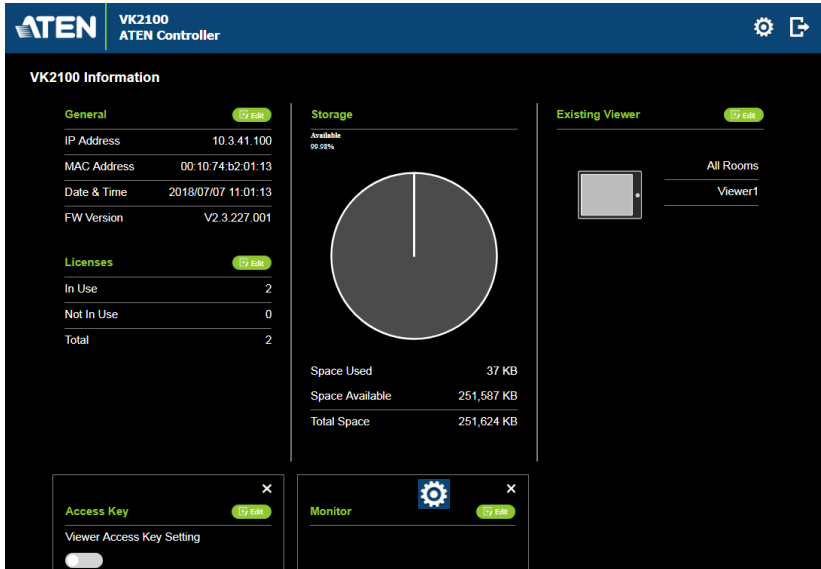 ATEN
VK2100
ATEN Controller
VK2100 Information
General Edit
IP Address 10.3.41.100
MAC Address 00:10:74:b2:01:13
Date & Time 2018/07/07 11:01:13
FW Version V2.3.227.001
Licenses Edit
In Use 2
Not In Use 0
Total 2
Storage
Available
99.98%
Space Used 37 KB
Space Available 251,587 KB
Total Space 251,624 KB
Existing Viewer Edit
All Rooms
Viewer1
Access Key Edit
Viewer Access Key Setting
Monitor Edit